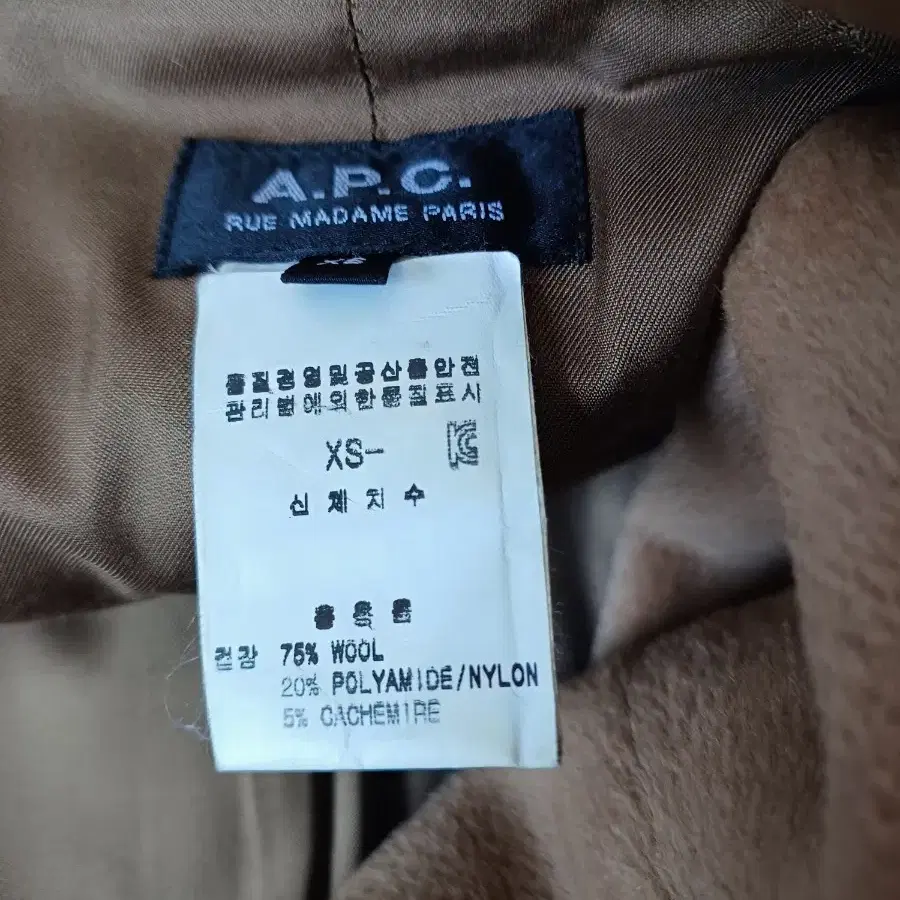 A.P.C.
RUE MADAME PARIS
XS
품질경영및공산품안전
관리법에의한품질표시
XS-
신체치수
혼용율
겉감 75% WOOL
20% POLYAMIDE/NYLON
5% CACHEMIRE